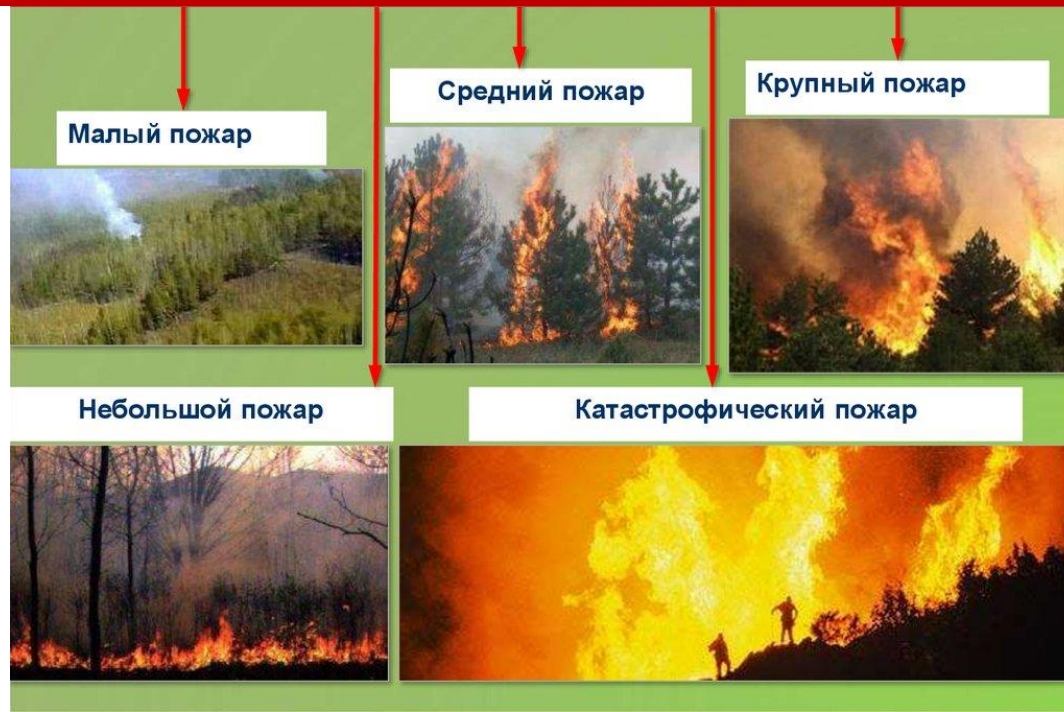 Малый пожар
Средний пожар
Крупный пожар
Небольшой пожар
Катастрофический пожар